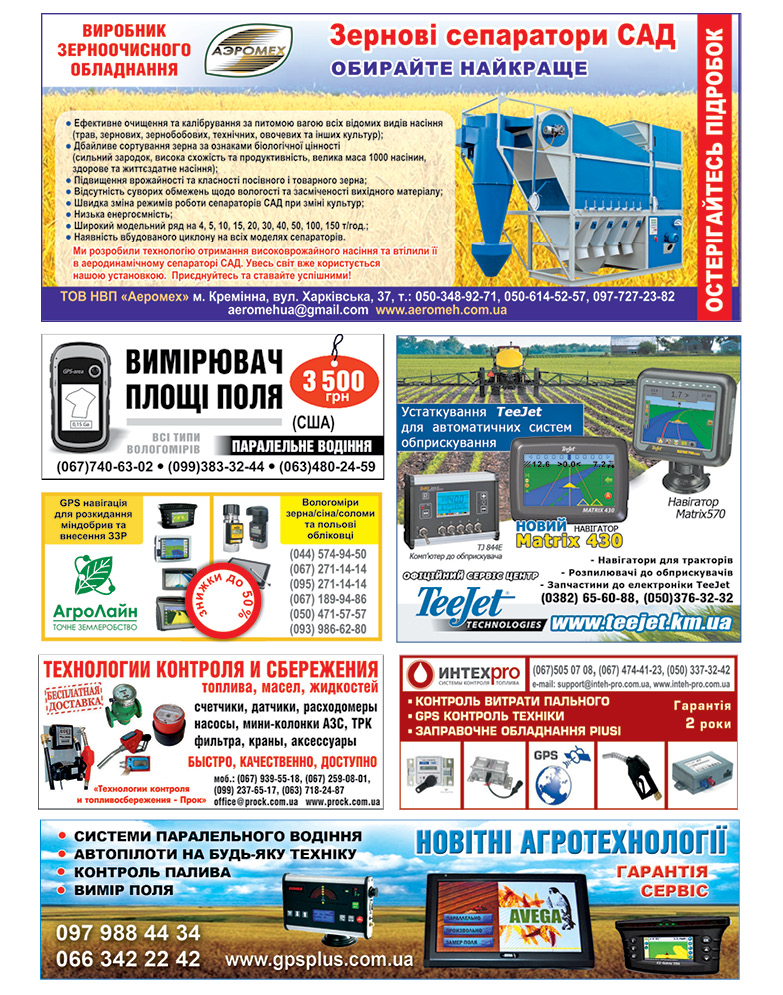 ВИРОБНИК
ЗЕРНООЧИСНОГО
ОБЛАДНАННЯ
АЭРОМЕХ
Зернові сепаратори САД
ОБИРАЙТЕ НАЙКРАЩЕ
ОСТЕРІГАЙТЕСЬ ПІДРОБОК
• Ефективне очищення та калібрування за питомою вагою всіх відомих видів насіння
(трав, зернових, зернобобових, технічних, овочевих та інших культур);
• Дбайливе сортування зерна за ознаками біологічної цінності
(сильний зародок, висока схожість та продуктивність, велика маса 1000 насінин,
здорове та життєздатне насіння);
• Підвищення врожайності та класності посівного і товарного зерна;
• Відсутність суворих обмежень щодо вологості та засміченості вихідного матеріалу;
• Швидка зміна режимів роботи сепараторів САД при зміні культур;
• Низька енергоємність;
• Широкий модельний ряд на 4, 5, 10, 15, 20, 30, 40, 50, 100, 150 т/год.;
• Наявність вбудованого циклону на всіх моделях сепараторів.
Ми розробили технологію отримання високоврожайного насіння та втілили її
в аеродинамічному сепараторі САД. Увесь світ вже користується
нашою установкою. Приєднуйтесь та ставайте успішними!
ТОВ НВП «Аеромех» м. Кремінна, вул. Харківська, 37, т.: 050-348-92-71, 050-614-52-57, 097-727-23-82
aeromehua@gmail.com www.aeromeh.com.ua
GPS-area
0,15 Ga
ВИМІРЮВАЧ
ПЛОЩІ ПОЛЯ
3 500
грн
(США)
ВСІ ТИПИ
ВОЛОГОМІРІВ
ПАРАЛЕЛЬНЕ ВОДІННЯ
(067)740-63-02 • (099)383-32-44 • (063)480-24-59
Устаткування TeeJet
для автоматичних систем
обприскування
1.7 >
TeeJet
12.6 >0.0< 7.2
MATRIX 430
Навігатор
Matrix570
TJ 844E
Комп'ютер до обприскувача
НОВИЙ НАВІГАТОР
Matrix 430
- Навігатори для тракторів
- Розпилювачі до обприскувачів
- Запчастини до електроніки TeeJet
ОФІЦІЙНИЙ СЕРВІС ЦЕНТР
(0382) 65-60-88, (050)376-32-32
TeeJet
TECHNOLOGIES
www.teejet.km.ua
GPS навігація
для розкидання
міндобрив та
внесення ЗЗР
АгроЛайн
ТОЧНЕ ЗЕМЛЕРОБСТВО
ЗНИЖКИ ДО 50%
Вологоміри
зерна/сіна/соломи
та польові
обліковці
(044) 574-94-50
(067) 271-14-14
(095) 271-14-14
(067) 189-94-86
(050) 471-57-57
(093) 986-62-80
ТЕХНОЛОГИИ КОНТРОЛЯ И СБЕРЕЖЕНИЯ
топлива, масел, жидкостей
БЕСПЛАТНАЯ
ДОСТАВКА
счетчики, датчики, расходомеры
насосы, мини-колонки АЗС, ТРК
фильтра, краны, аксессуары
БЫСТРО, КАЧЕСТВЕННО, ДОСТУПНО
«Технологии контроля
и топливосбережения - Прок»
моб.: (067) 939-55-18, (067) 259-08-01,
(099) 237-65-17, (063) 718-24-87
office@prock.com.ua www.prock.com.ua
ИНТЕХpro
СИСТЕМЫ КОНТРОЛЯ ТОПЛИВА
(067)505 07 08, (067) 474-41-23, (050) 337-32-42
e-mail: support@inteh-pro.com.ua, www.inteh-pro.com.ua
▪ КОНТРОЛЬ ВИТРАТИ ПАЛЬНОГО
▪ GPS КОНТРОЛЬ ТЕХНІКИ
▪ ЗАПРАВОЧНЕ ОБЛАДНАННЯ PIUSI
Гарантія
2 роки
GPS
• СИСТЕМИ ПАРАЛЕЛЬНОГО ВОДІННЯ
• АВТОПІЛОТИ НА БУДЬ-ЯКУ ТЕХНІКУ
• КОНТРОЛЬ ПАЛИВА
• ВИМІР ПОЛЯ
НОВІТНІ АГРОТЕХНОЛОГІЇ
ГАРАНТІЯ
СЕРВІС
ПАРАЛЛЕЛЬНО
ПРОИЗВОЛЬНО
ЗАМЕР ПОЛЯ
AVEGA
097 988 44 34
066 342 22 42
www.gpsplus.com.ua